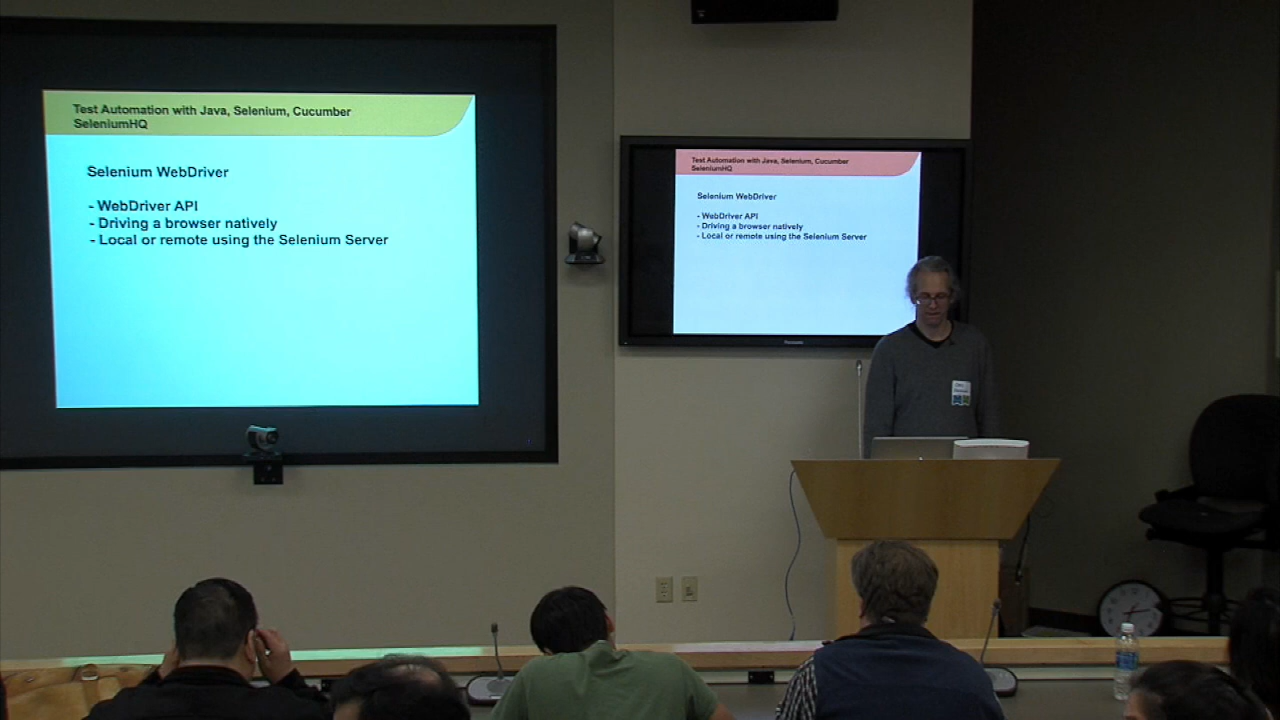 Test Automation with Java, Selenium, Cucumber
SeleniumHQ
Selenium WebDriver
- WebDriver API
- Driving a browser natively
- Local or remote using the Selenium Server
Test Automation with Java, Selenium, Cucumber
SeleniumHQ
Selenium WebDriver
- WebDriver API
- Driving a browser natively
- Local or remote using the Selenium Server
Panasonic